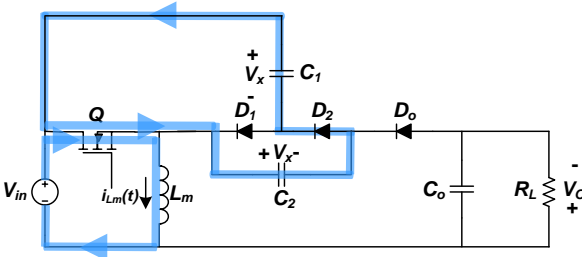 +
Vx
-
C1
Q
D1
D2
Do
+ Vx -
C2
Vin
+
-
iLm(t)
Lm
Co
RL
-
VO
+